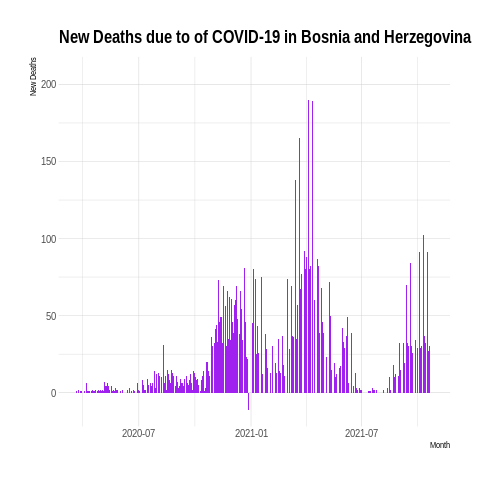 New Deaths due to of COVID-19 in Bosnia and Herzegovina
New Deaths
200
150
100
50
0
2020-07
2021-01
2021-07
Month